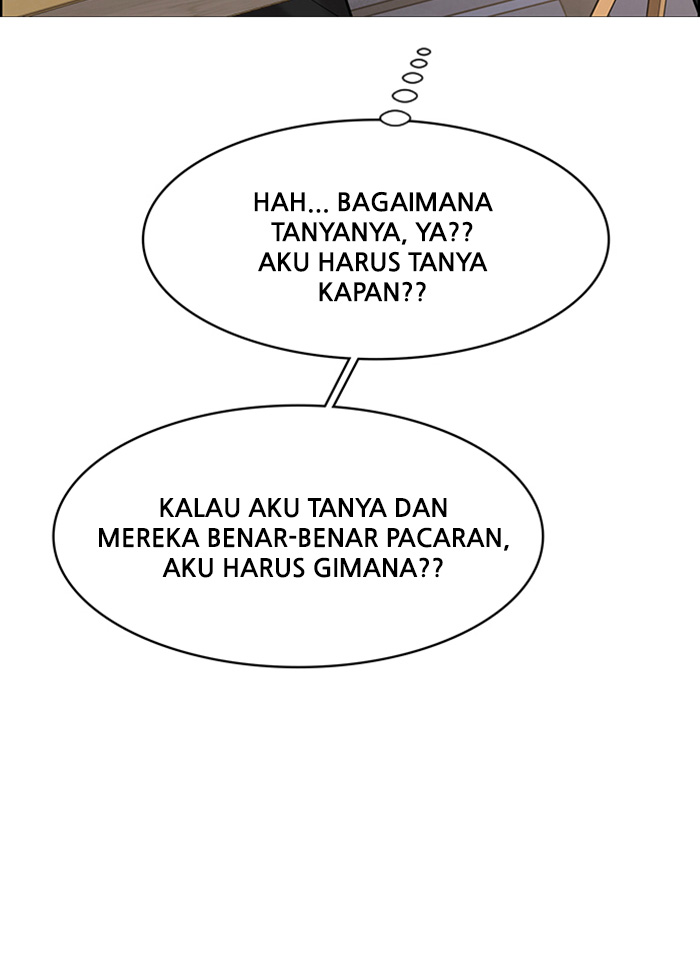 HAH... BAGAIMANA
TANYANYA, YA??
AKU HARUS TANYA
KAPAN??
KALAU AKU TANYA DAN
MEREKA BENAR-BENAR PACARAN,
AKU HARUS GIMANA??